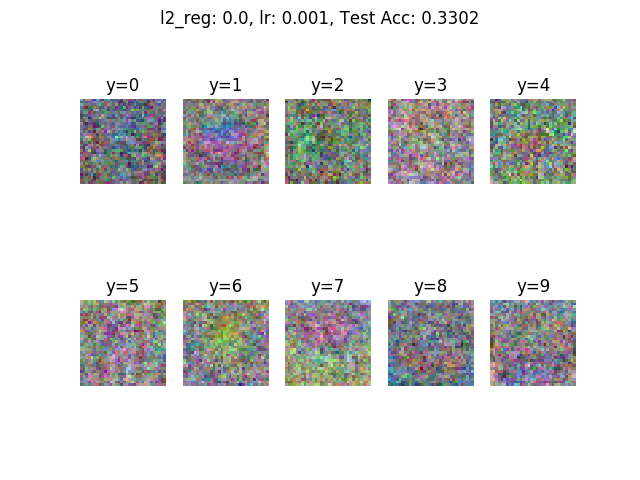 l2_reg: 0.0, lr: 0.001, Test Acc: 0.3302
y=0 y=1 y=2 y=3 y=4
y=5 y=6 y=7 y=8 y=9